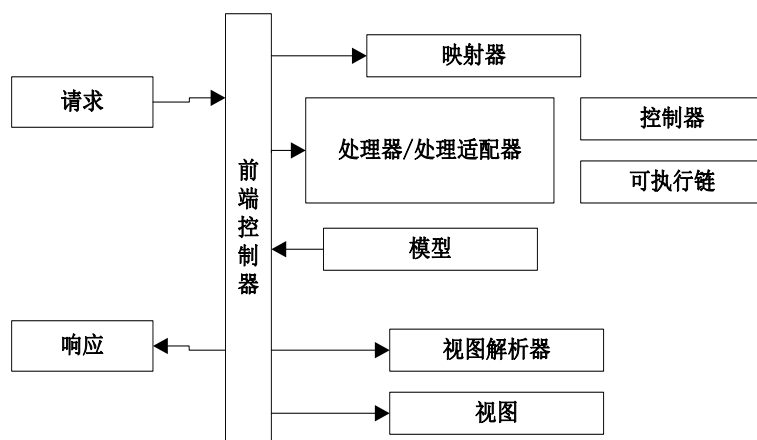 映射器
请求
控制器
处理器/处理适配器
可执行链
前端控制器
模型
响应
视图解析器
视图